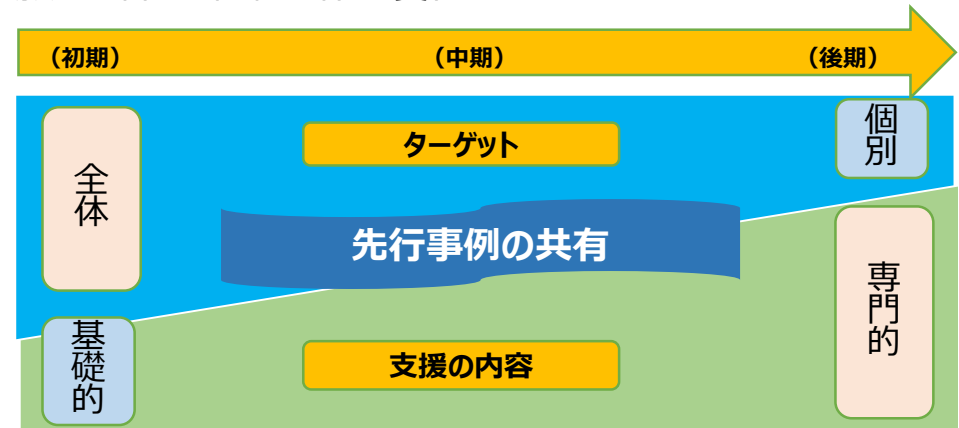 （初期）
（中期）
（後期）
全体
ターゲット
個別
先行事例の共有
基礎的
支援の内容
専門的